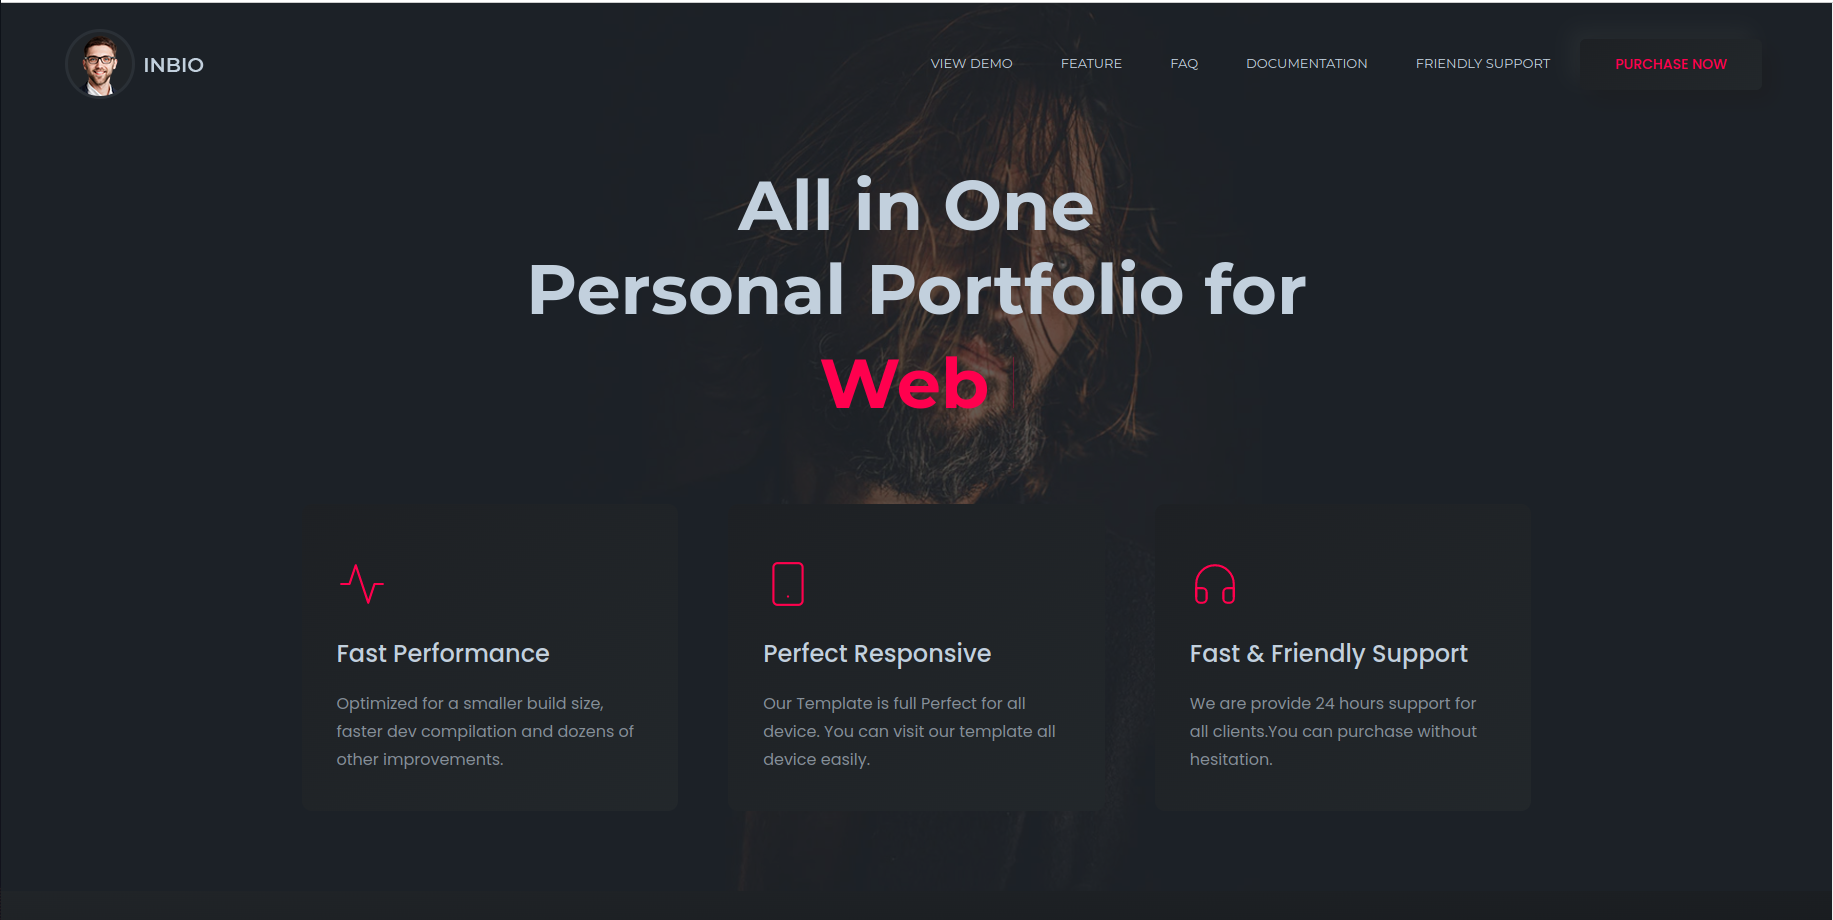 INBIO
VIEW DEMO
FEATURE
FAQ
DOCUMENTATION
FRIENDLY SUPPORT
PURCHASE NOW
All in One
Personal Portfolio for
Web
Fast Performance
Optimized for a smaller build size,
faster dev compilation and dozens of
other improvements.
Perfect Responsive
Our Template is full Perfect for all
device. You can visit our template all
device easily.
Fast & Friendly Support
We are provide 24 hours support for
all clients.You can purchase without
hesitation.